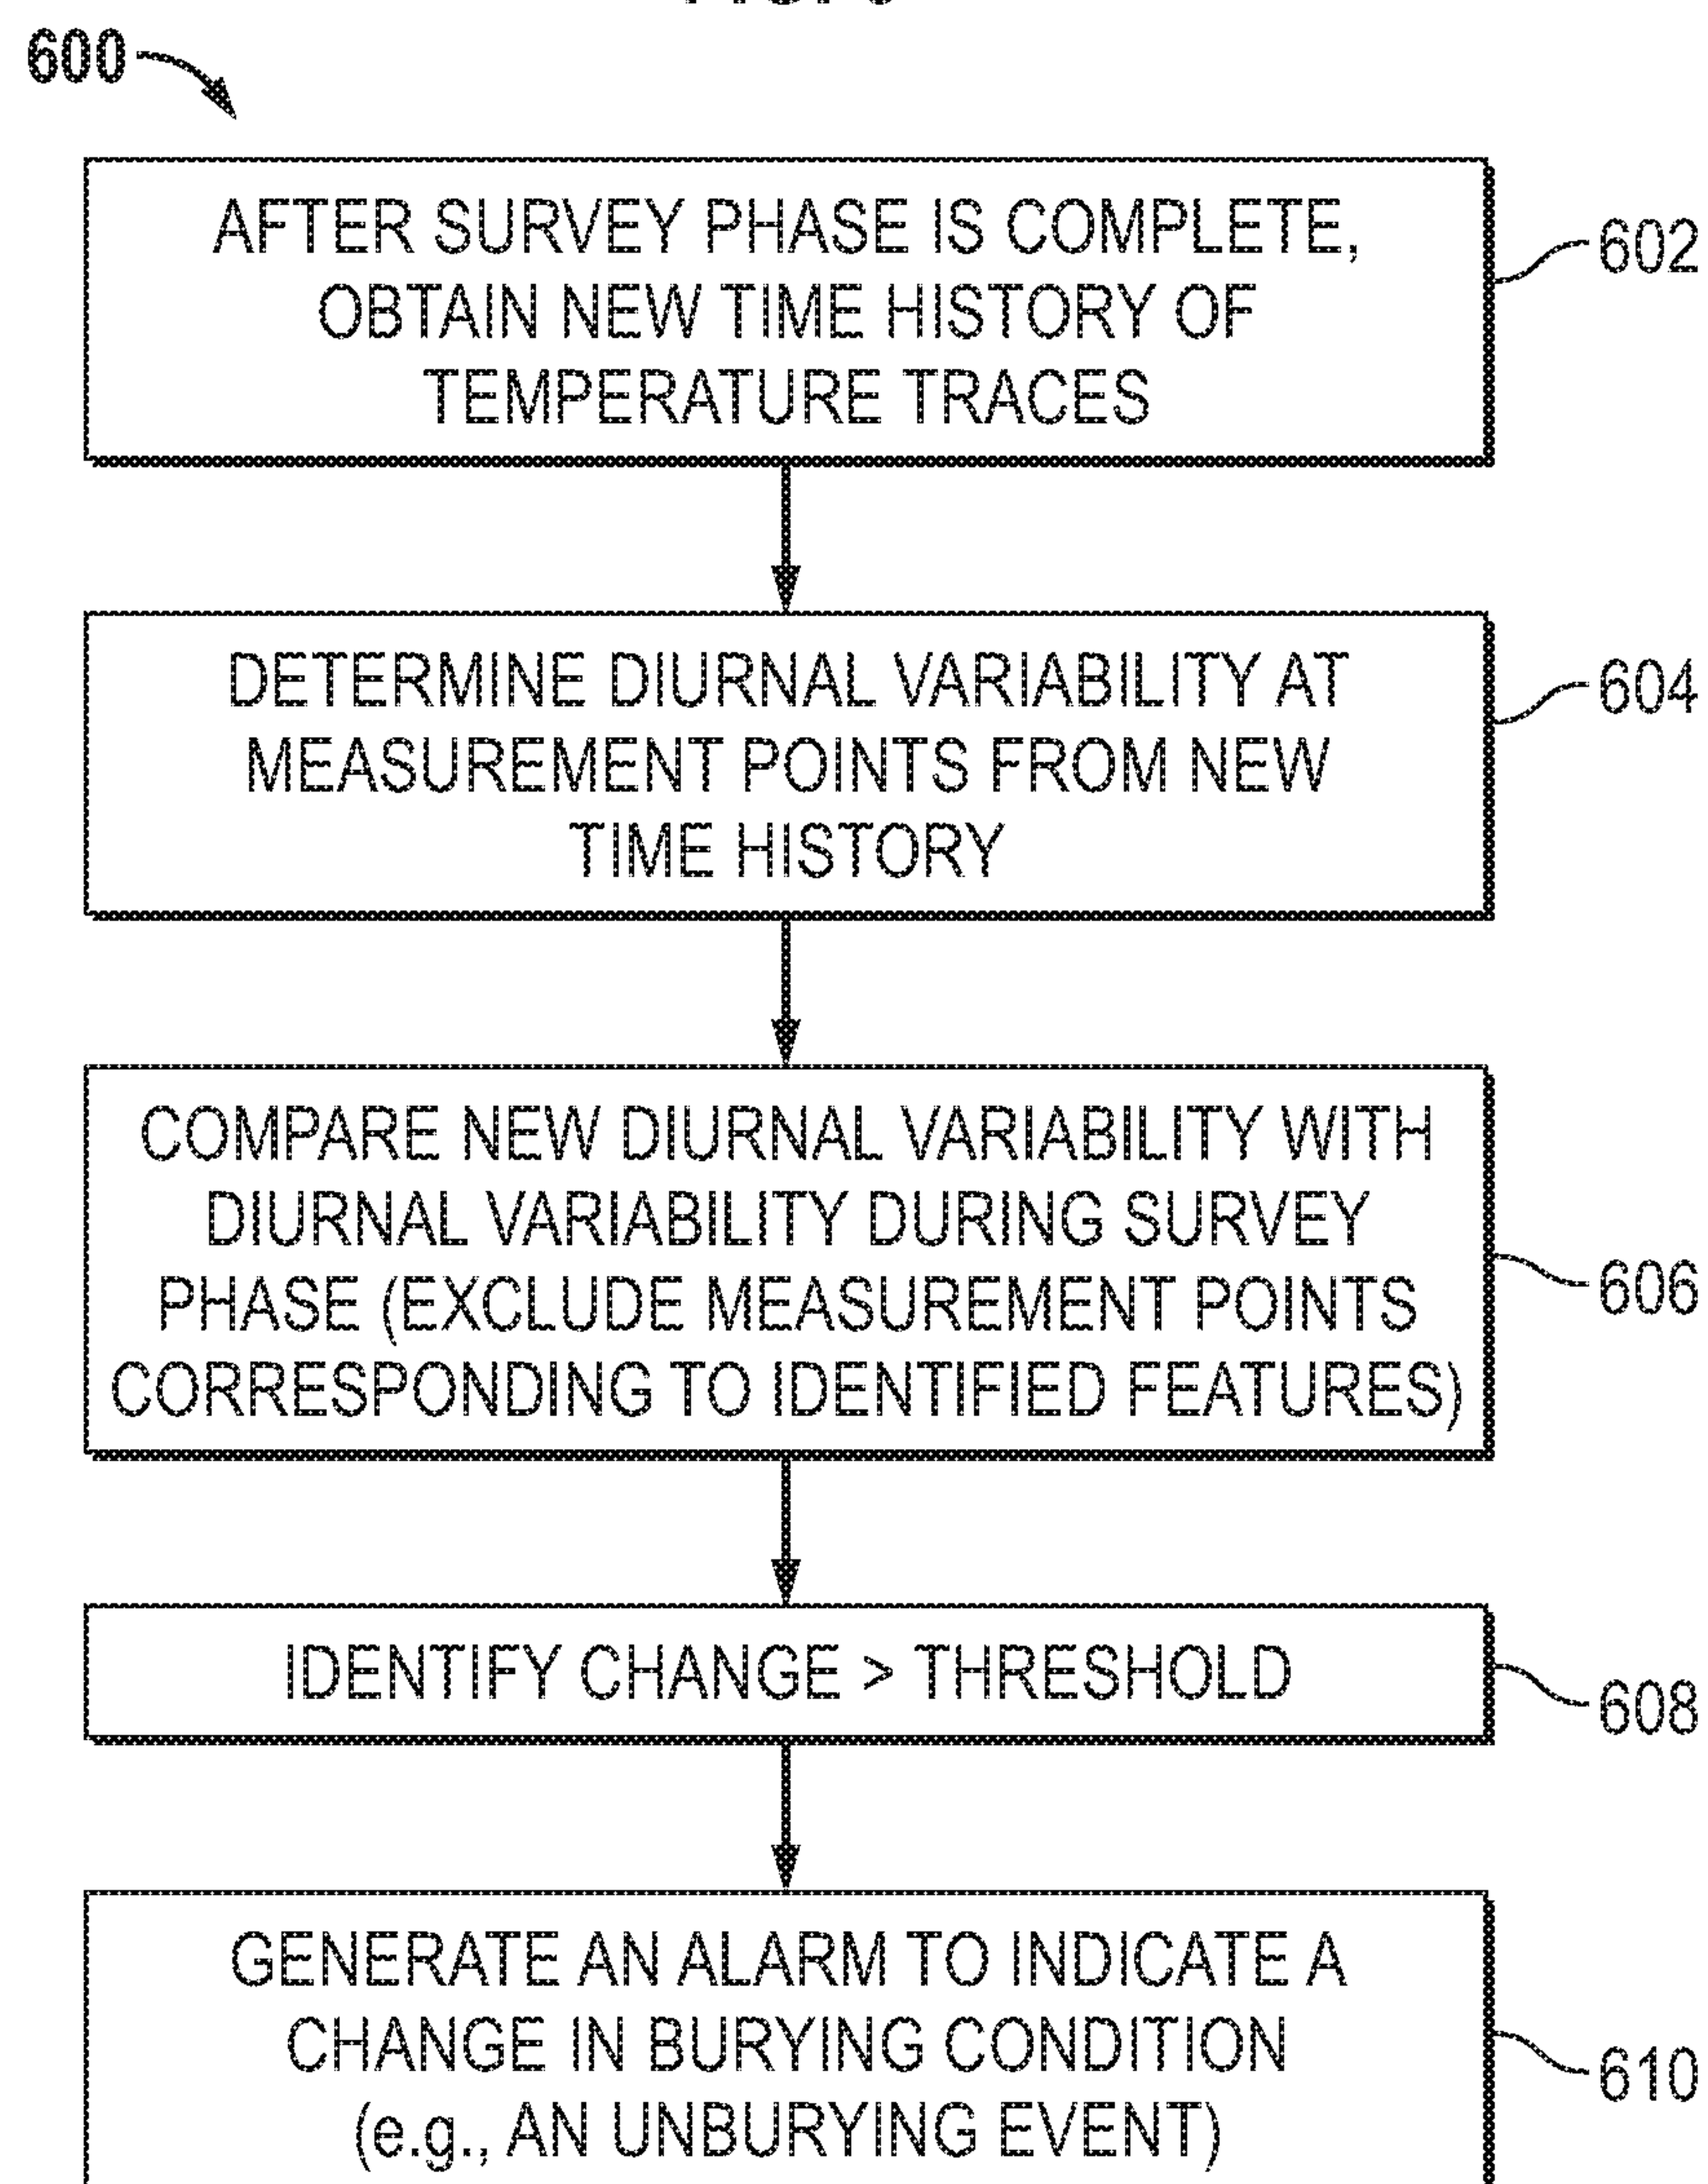 600
AFTER SURVEY PHASE IS COMPLETE,
OBTAIN NEW TIME HISTORY OF
TEMPERATURE TRACES
602
DETERMINE DIURNAL VARIABILITY AT
MEASUREMENT POINTS FROM NEW
TIME HISTORY
604
COMPARE NEW DIURNAL VARIABILITY WITH
DIURNAL VARIABILITY DURING SURVEY
PHASE (EXCLUDE MEASUREMENT POINTS
CORRESPONDING TO IDENTIFIED FEATURES)
606
IDENTIFY CHANGE > THRESHOLD
608
GENERATE AN ALARM TO INDICATE A
CHANGE IN BURYING CONDITION
(e.g., AN UNBURYING EVENT)
610